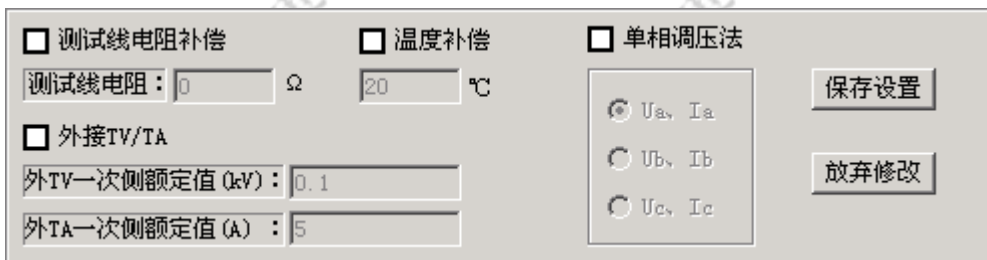 测试线电阻补偿 温度补偿 单相调压法
测试线电阻：0 Ω 20 ℃ 保存设置
Ua、Ia
外接TV/TA
Ub、Ib
外TV一次侧额定值(kV)：0.1 放弃修改
Uc、Ic
外TA一次侧额定值(A) ：5